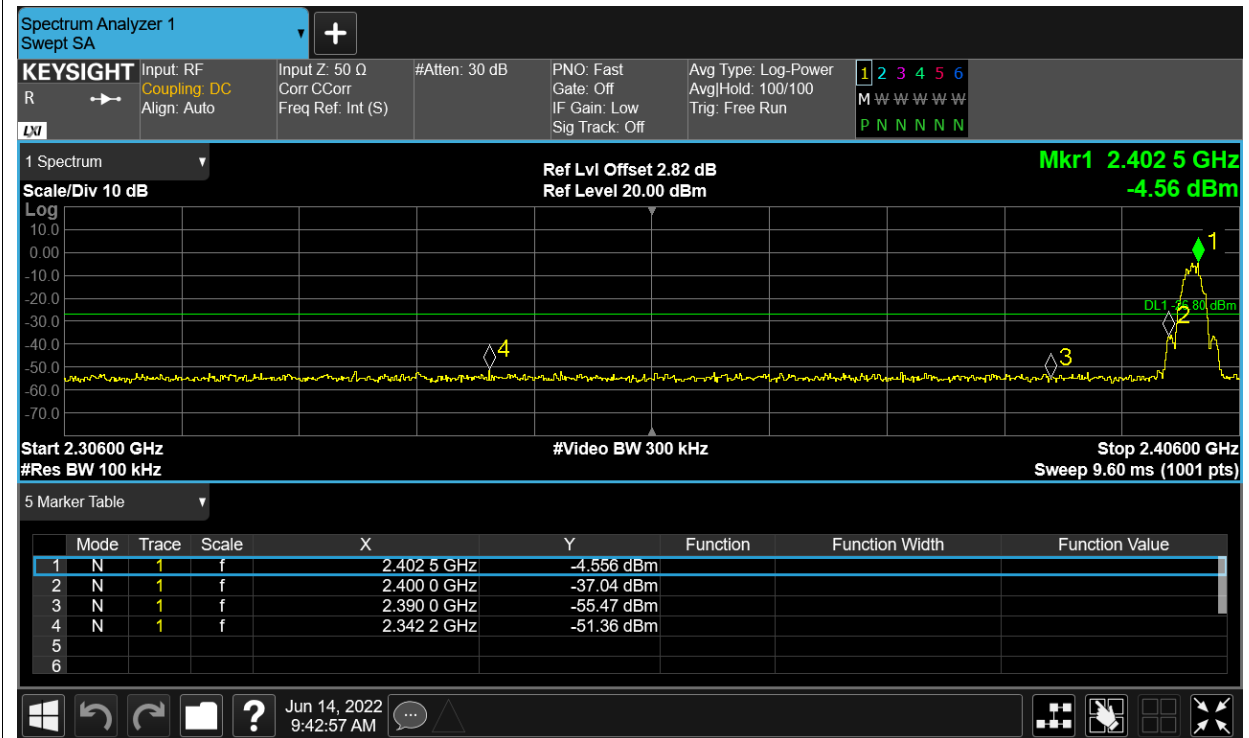 Spectrum Analyzer 1
Swept SA
+
KEYSIGHT
R
LXI
Input: RF
Coupling: DC
Align: Auto
Input Z: 50 Ω
Corr CCorr
Freq Ref: Int (S)
#Atten: 30 dB
PNO: Fast
Gate: Off
IF Gain: Low
Sig Track: Off
Avg Type: Log-Power
Avg|Hold: 100/100
Trig: Free Run
1 2 3 4 5 6
M W W W W W
P N N N N N
1 Spectrum
Scale/Div 10 dB
Ref Lvl Offset 2.82 dB
Ref Level 20.00 dBm
Mkr1 2.402 5 GHz
-4.56 dBm
Log
10.0
0.00
-10.0
-20.0
-30.0
-40.0
-50.0
-60.0
-70.0
1
DL1 -26.80 dBm
2
4
3
Start 2.30600 GHz
#Video BW 300 kHz
Stop 2.40600 GHz
#Res BW 100 kHz
Sweep 9.60 ms (1001 pts)
5 Marker Table
Mode Trace Scale X Y Function Function Width Function Value
1 N 1 f 2.402 5 GHz -4.556 dBm
2 N 1 f 2.400 0 GHz -37.04 dBm
3 N 1 f 2.390 0 GHz -55.47 dBm
4 N 1 f 2.342 2 GHz -51.36 dBm
5
6
?
Jun 14, 2022
9:42:57 AM